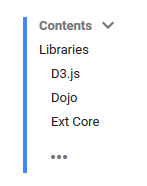 Contents
Libraries
D3.js
Dojo
Ext Core
•••